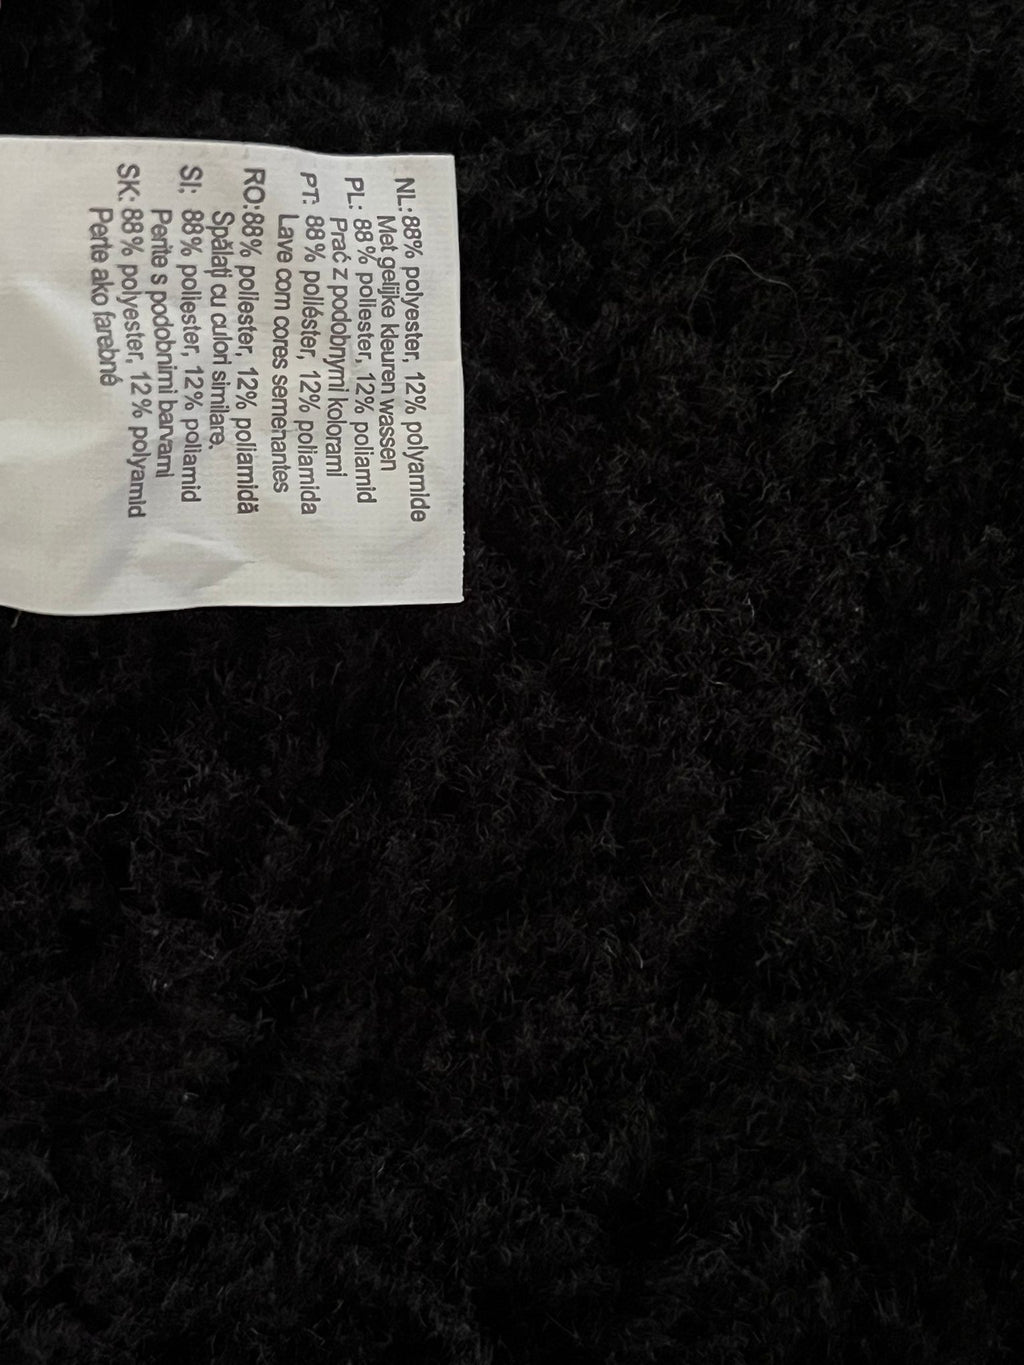 NL: 88% polyester, 12% polyamide
Met gelijke kleuren wassen
PL: 88% poliester, 12% poliamid
Prać z podobnymi kolorami
PT: 88% poliéster, 12% poliamida
Lave com cores semehantes
RO: 88% poliester, 12% poliamidă
Spălați cu culori similare.
SI: 88% poliester, 12% poliamid
Perite s podobnimi barvami
SK: 88% polyester, 12% polyamid
Perte ako farebné